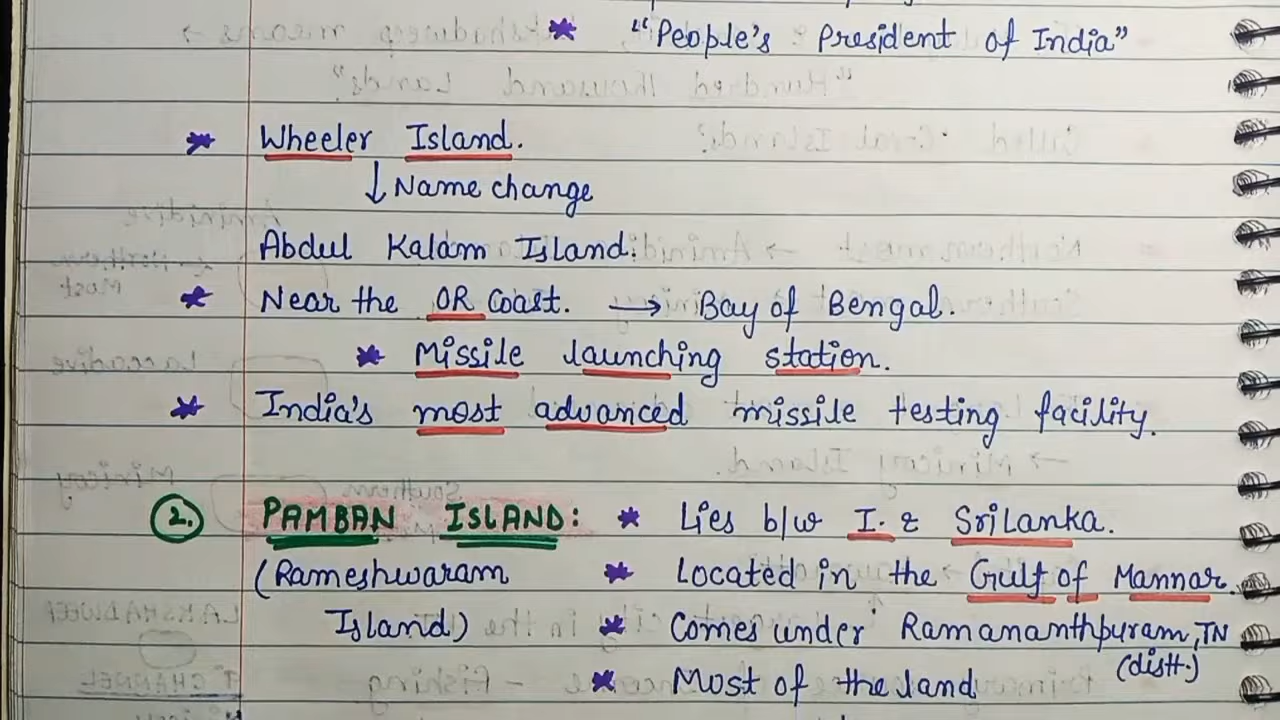 * "People's President of India"
* Wheeler Island.
↓ Name change
Abdul Kalam Island.
* Near the OR Coast. → Bay of Bengal.
* Missile launching station.
* India's most advanced missile testing facility.
2. PAMBAN ISLAND: * Lies b/w I. & SriLanka.
(Rameshwaram * Located in the Gulf of Mannar.
Island) * Comes under Ramananthpuram, TN
(distt.)
* Most of the land